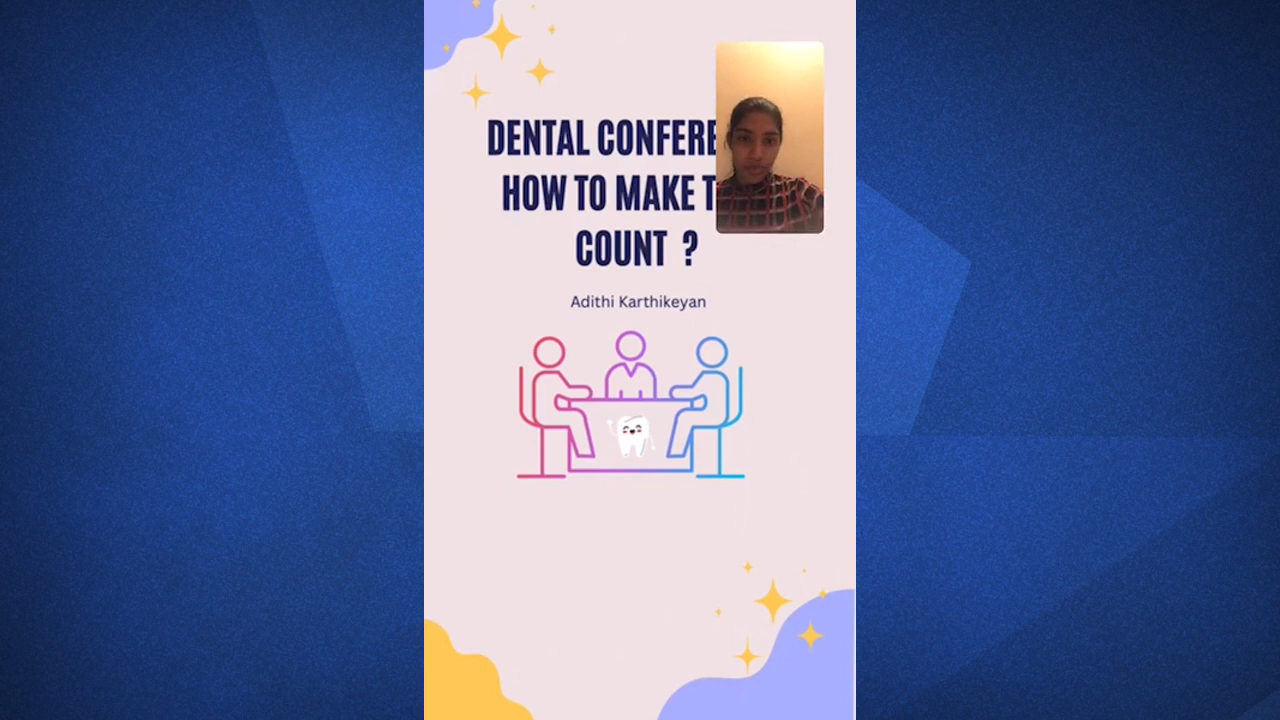 DENTAL CONFERE
HOW TO MAKE T
COUNT ?
Adithi Karthikeyan